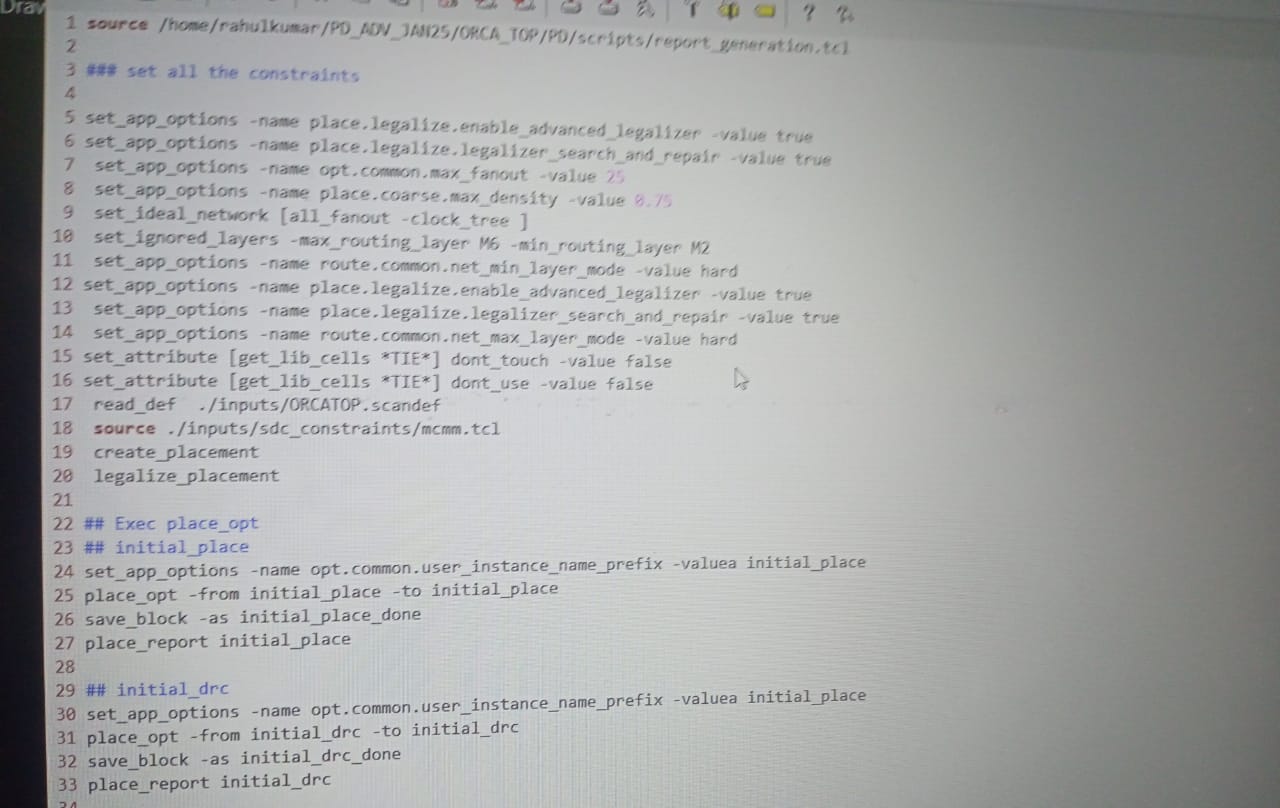 Draw
1 source /home/rahulkumar/PD_ADV_JAN25/ORCA_TOP/PD/scripts/report_generation.tcl
2
3 ### set all the constraints
4
5 set_app_options -name place.legalize.enable_advanced_legalizer -value true
6 set_app_options -name place.legalize.legalizer_search_and_repair -value true
7 set_app_options -name opt.common.max_fanout -value 25
8 set_app_options -name place.coarse.max_density -value 0.75
9 set_ideal_network [all_fanout -clock_tree ]
10 set_ignored_layers -max_routing_layer M6 -min_routing_layer M2
11 set_app_options -name route.common.net_min_layer_mode -value hard
12 set_app_options -name place.legalize.enable_advanced_legalizer -value true
13 set_app_options -name place.legalize.legalizer_search_and_repair -value true
14 set_app_options -name route.common.net_max_layer_mode -value hard
15 set_attribute [get_lib_cells *TIE*] dont_touch -value false
16 set_attribute [get_lib_cells *TIE*] dont_use -value false
17 read_def ./inputs/ORCATOP.scandef
18 source ./inputs/sdc_constraints/mcmm.tcl
19 create_placement
20 legalize_placement
21
22 ## Exec place_opt
23 ## initial_place
24 set_app_options -name opt.common.user_instance_name_prefix -valuea initial_place
25 place_opt -from initial_place -to initial_place
26 save_block -as initial_place_done
27 place_report initial_place
28
29 ## initial_drc
30 set_app_options -name opt.common.user_instance_name_prefix -valuea initial_place
31 place_opt -from initial_drc -to initial_drc
32 save_block -as initial_drc_done
33 place_report initial_drc
34